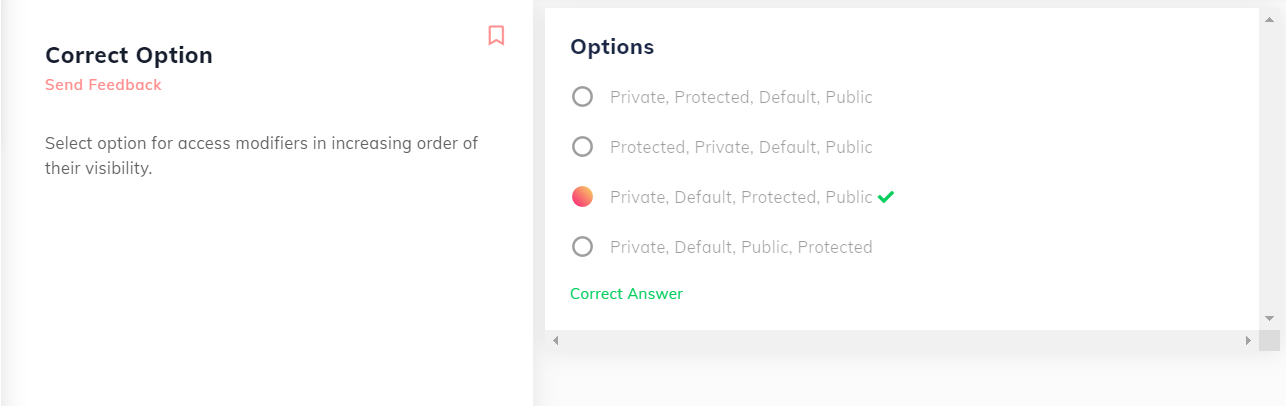 Correct Option
Send Feedback
Select option for access modifiers in increasing order of
their visibility.
Options
Private, Protected, Default, Public
Protected, Private, Default, Public
Private, Default, Protected, Public
Private, Default, Public, Protected
Correct Answer